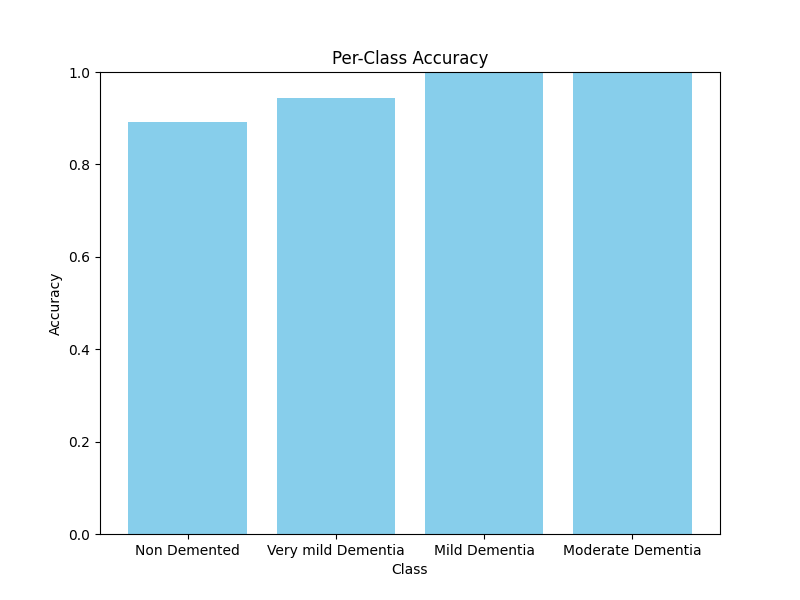 Per-Class Accuracy
1.0
0.8
0.6
0.4
0.2
0.0
Accuracy
Non Demented
Very mild Dementia
Mild Dementia
Moderate Dementia
Class